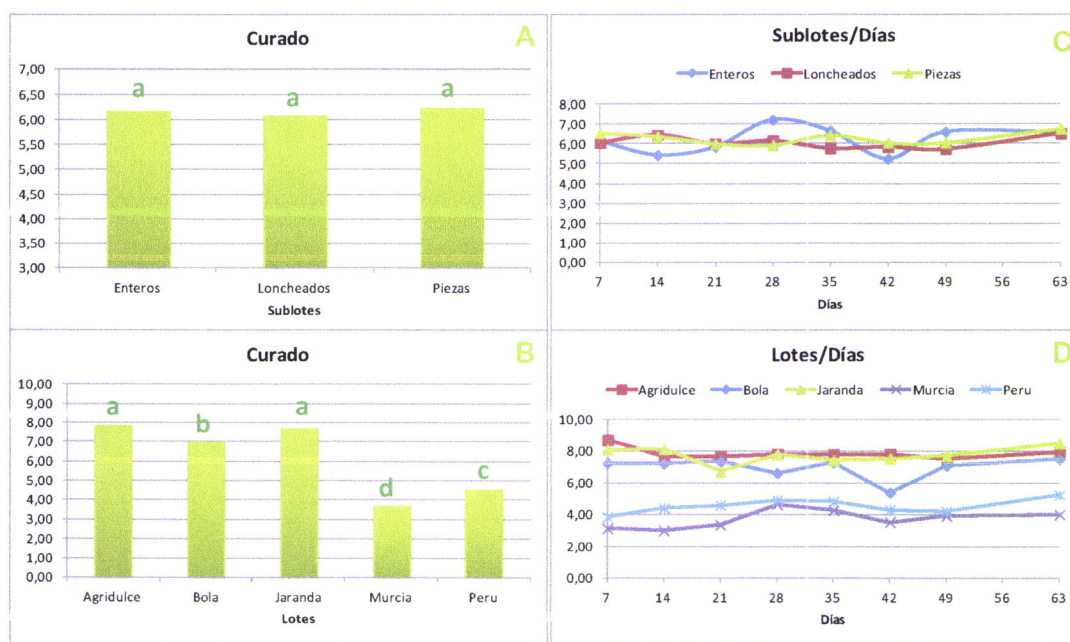 Curado
A
7,00
6,50
6,00
5,50
5,00
4,50
4,00
3,50
3,00
a
a
a
Enteros Loncheados Piezas
Sublotes
Sublotes/Días
C
Enteros Loncheados Piezas
8,00
7,00
6,00
5,00
4,00
3,00
2,00
1,00
0,00
7 14 21 28 35 42 49 56 63
Días
Curado
B
10,00
9,00
8,00
7,00
6,00
5,00
4,00
3,00
2,00
1,00
0,00
a
b
a
d
c
Agridulce Bola Jaranda Murcia Peru
Lotes
Lotes/Días
D
Agridulce Bola Jaranda Murcia Peru
10,00
8,00
6,00
4,00
2,00
0,00
7 14 21 28 35 42 49 56 63
Días